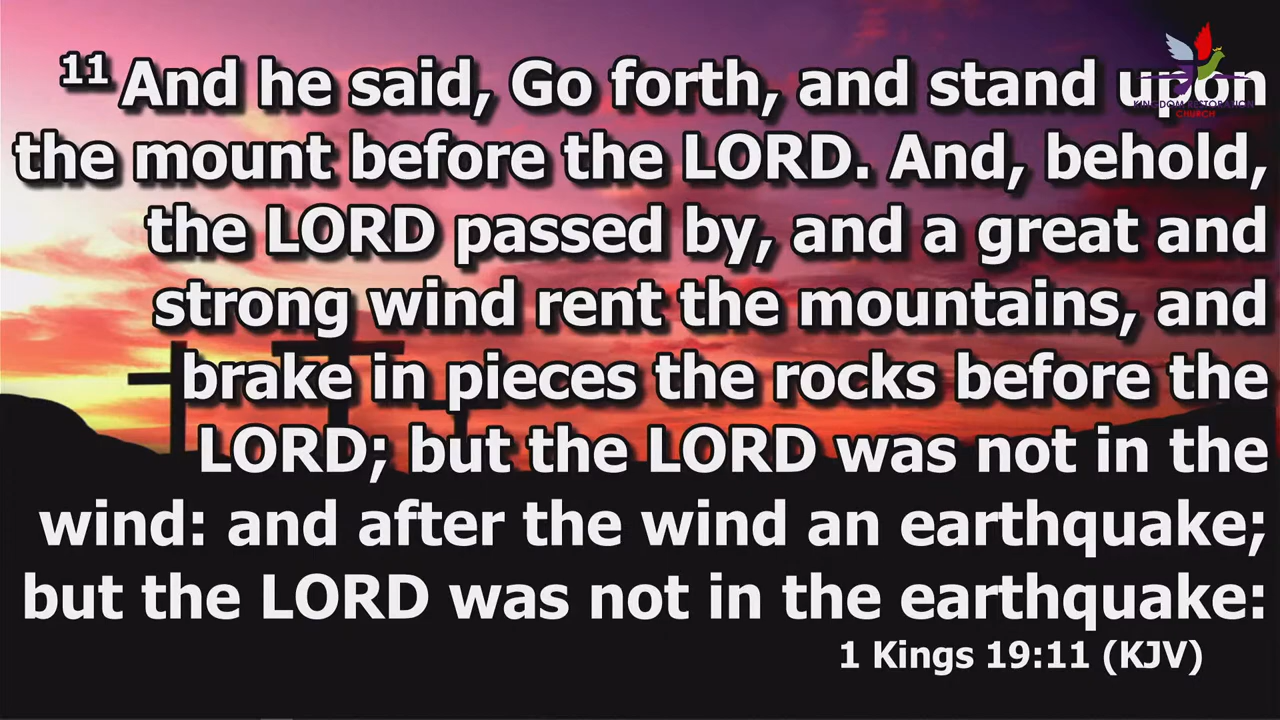 11 And he said, Go forth, and stand upon
the mount before the LORD. And, behold,
the LORD passed by, and a great and
strong wind rent the mountains, and
brake in pieces the rocks before the
LORD; but the LORD was not in the
wind: and after the wind an earthquake;
but the LORD was not in the earthquake:
1 Kings 19:11 (KJV)
KINGDOM RESTORATION
CHURCH